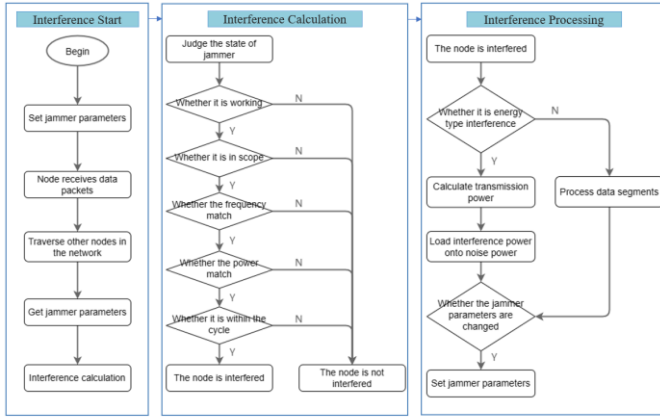 Interference Start
Begin
Set jammer parameters
Node receives data
packets
Traverse other nodes in
the network
Get jammer parameters
Interference calculation
Interference Calculation
Judge the state of
jammer
Whether it is working
N
Y
Whether it is in scope
N
Y
Whether the frequency
match
N
Y
Whether the power
match
N
Y
Whether it is within the
cycle
N
Y
The node is interfered
The node is not
interfered
Interference Processing
The node is interfered
Whether it is energy
type interference
N
Y
Calculate transmission
power
Process data segments
Load interference power
onto noise power
Whether the jammer
parameters are
changed
Y
Set jammer parameters